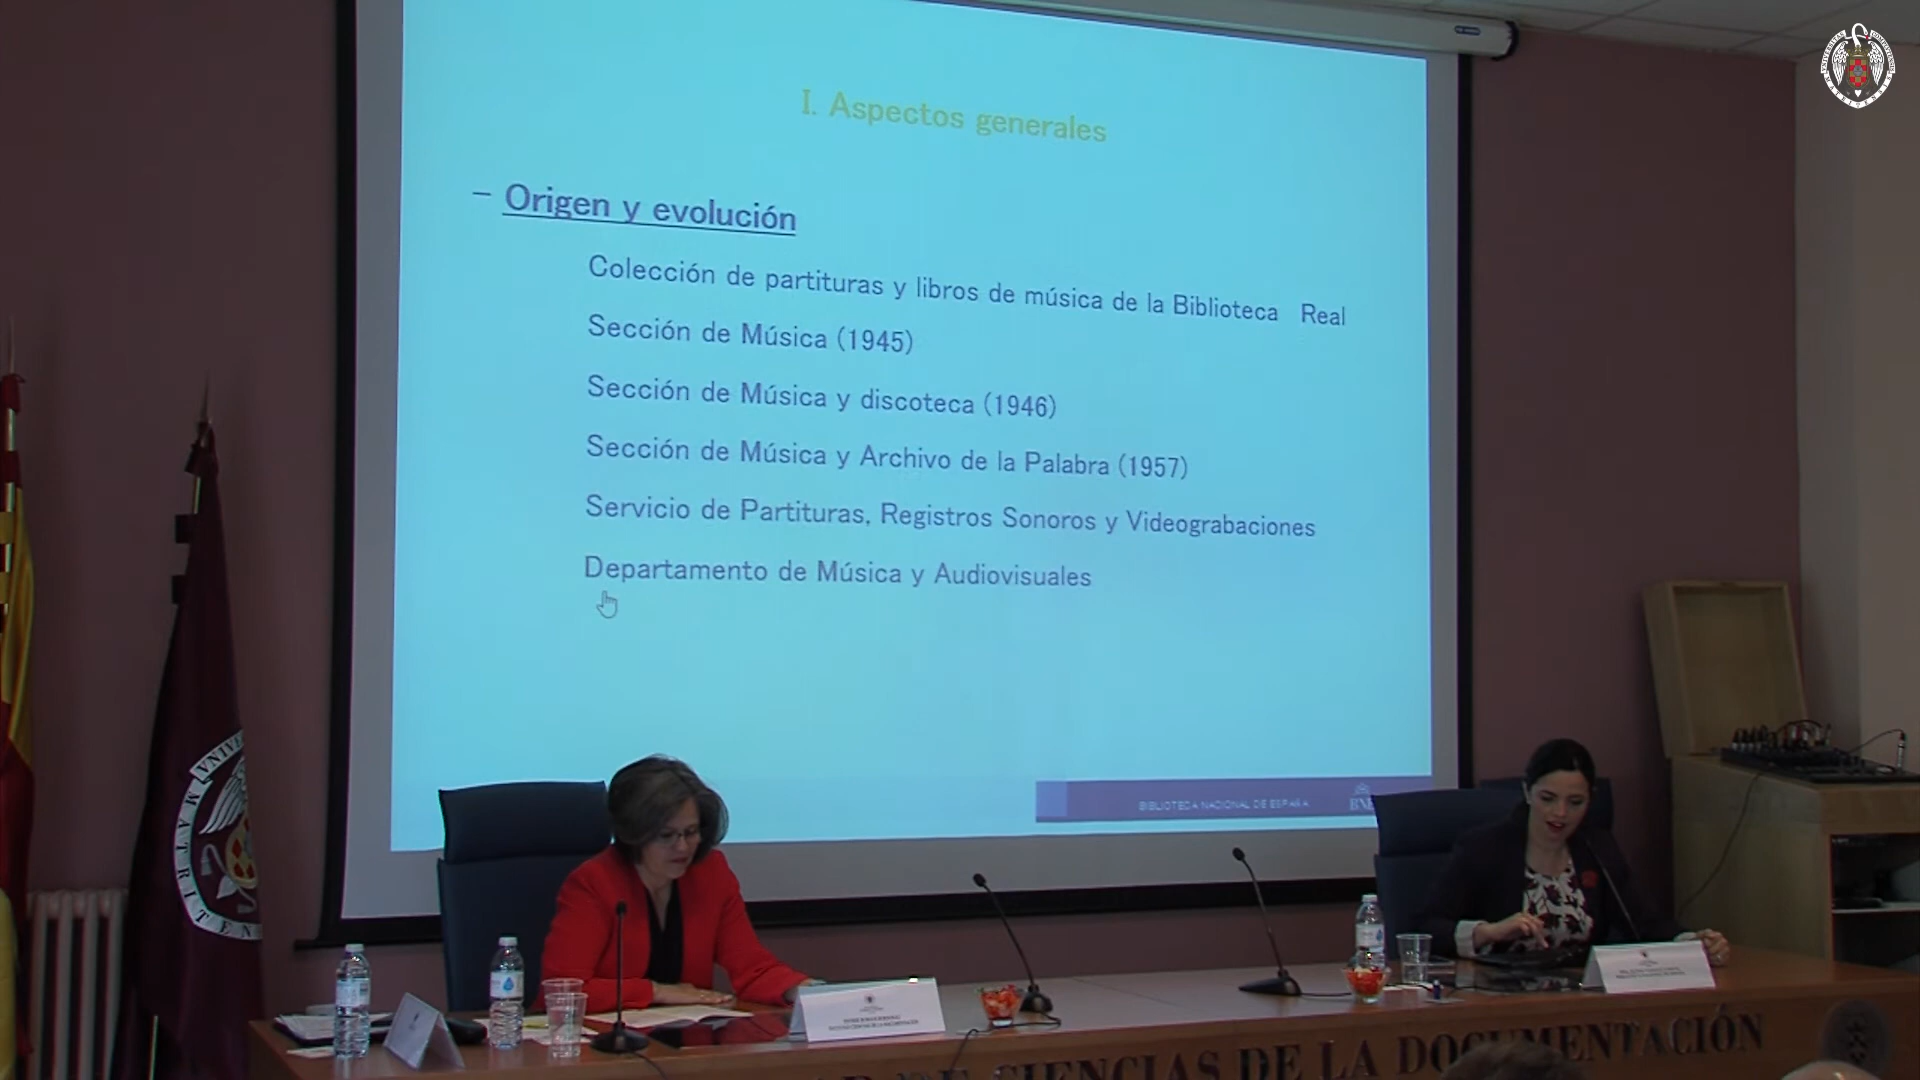 I. Aspectos generales
– Origen y evolución
Colección de partituras y libros de música de la Biblioteca Real
Sección de Música (1945)
Sección de Música y discoteca (1946)
Sección de Música y Archivo de la Palabra (1957)
Servicio de Partituras, Registros Sonoros y Videograbaciones
Departamento de Música y Audiovisuales
BIBLIOTECA NACIONAL DE ESPAÑA
DE CIENCIAS DE LA DOCUMENTACIÓN